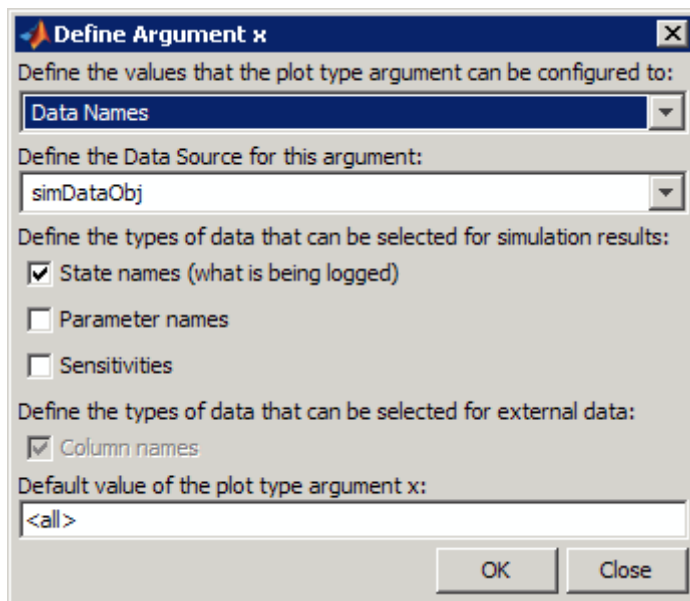 Define Argument x
Define the values that the plot type argument can be configured to:
Data Names
Define the Data Source for this argument:
simDataObj
Define the types of data that can be selected for simulation results:
State names (what is being logged)
Parameter names
Sensitivities
Define the types of data that can be selected for external data:
Column names
Default value of the plot type argument x:
<all>
OK Close